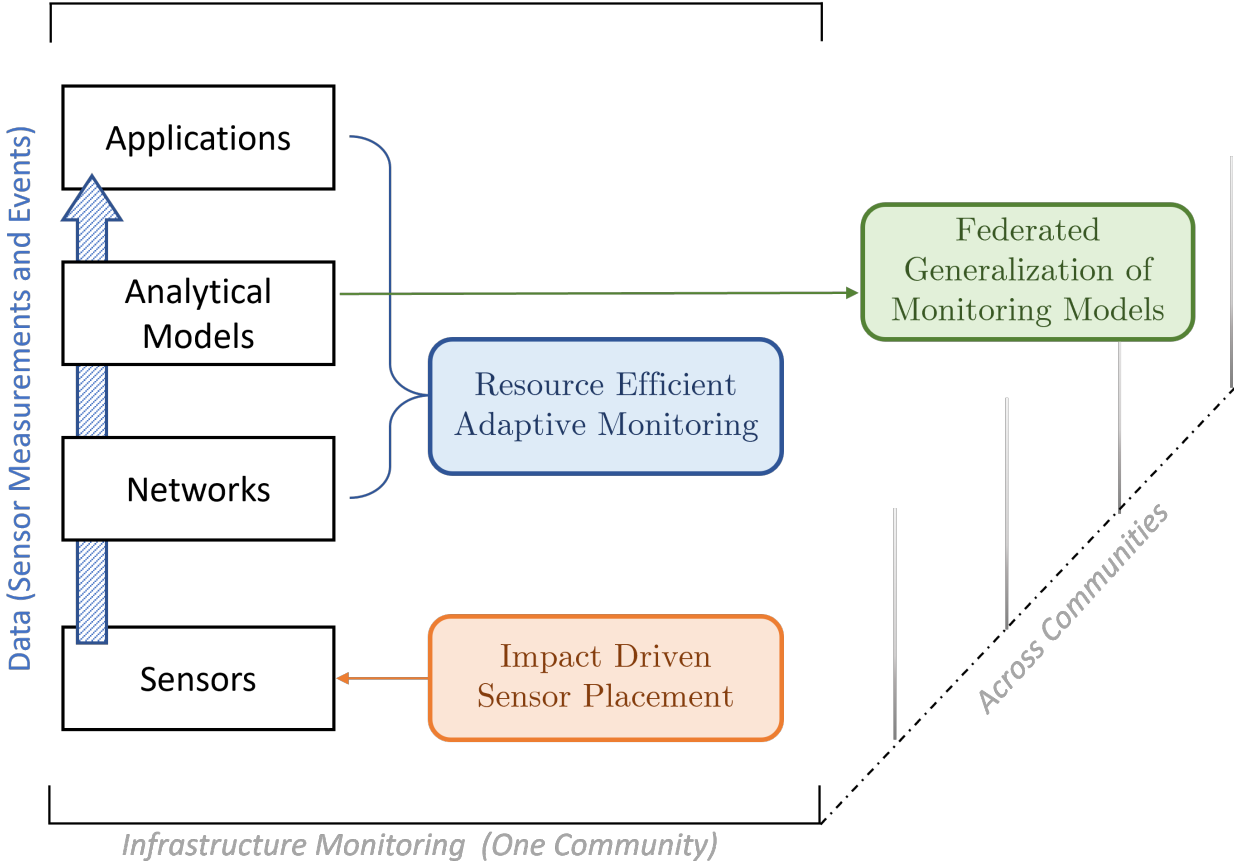 Data (Sensor Measurements and Events)
Applications
Analytical
Models
Networks
Sensors
Resource Efficient
Adaptive Monitoring
Impact Driven
Sensor Placement
Federated
Generalization of
Monitoring Models
Across Communities
Infrastructure Monitoring (One Community)